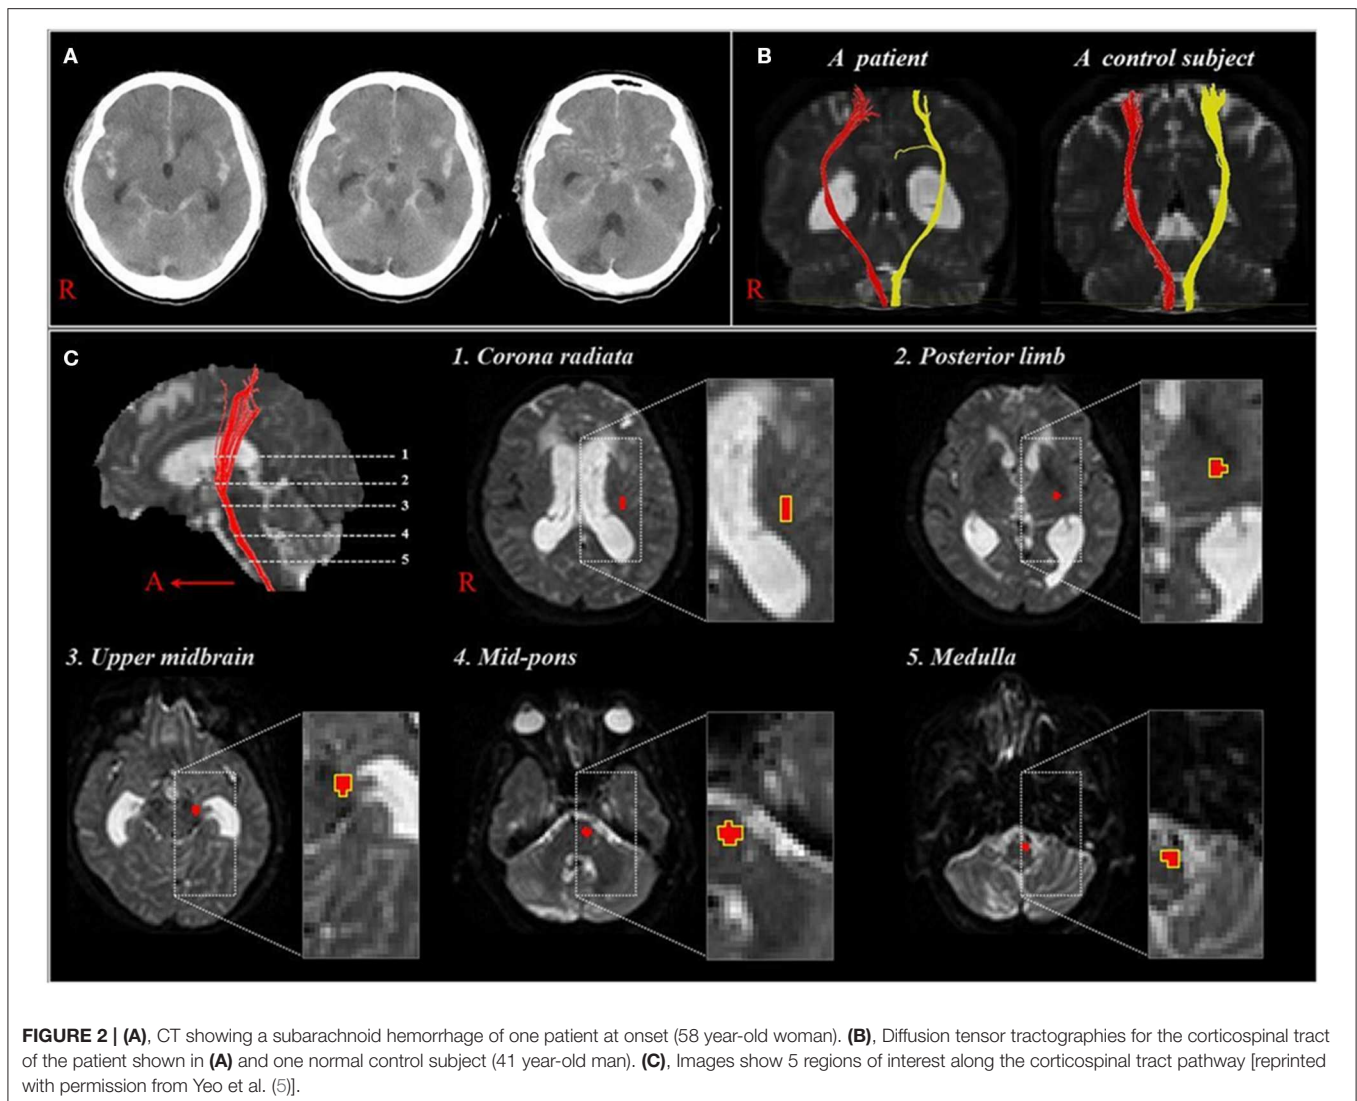 A
R
B
A patient
A control subject
R
C
1
2
3
4
5
A
1. Corona radiata
R
2. Posterior limb
3. Upper midbrain
4. Mid-pons
5. Medulla
FIGURE 2 | (A), CT showing a subarachnoid hemorrhage of one patient at onset (58 year-old woman). (B), Diffusion tensor tractographies for the corticospinal tract
of the patient shown in (A) and one normal control subject (41 year-old man). (C), Images show 5 regions of interest along the corticospinal tract pathway [reprinted
with permission from Yeo et al. (5)].